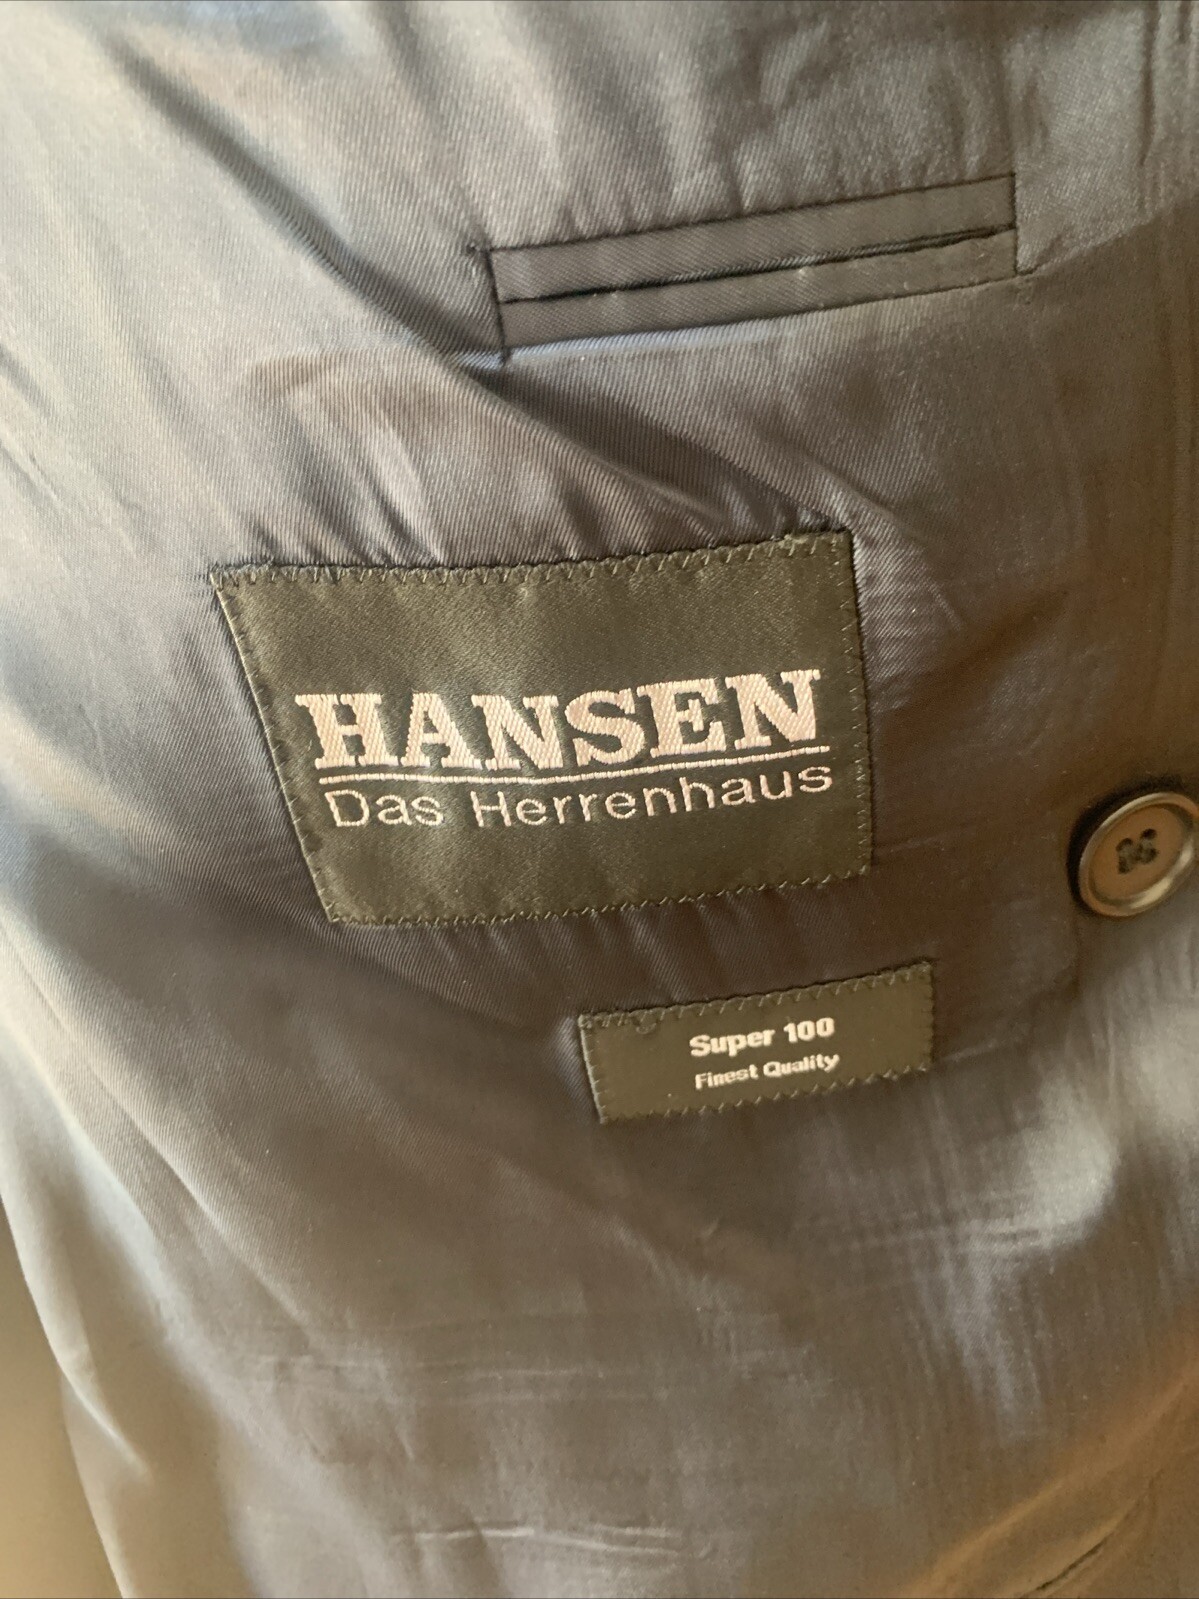 HANSEN
Das Herrenhaus
Super 100
Finest Quality